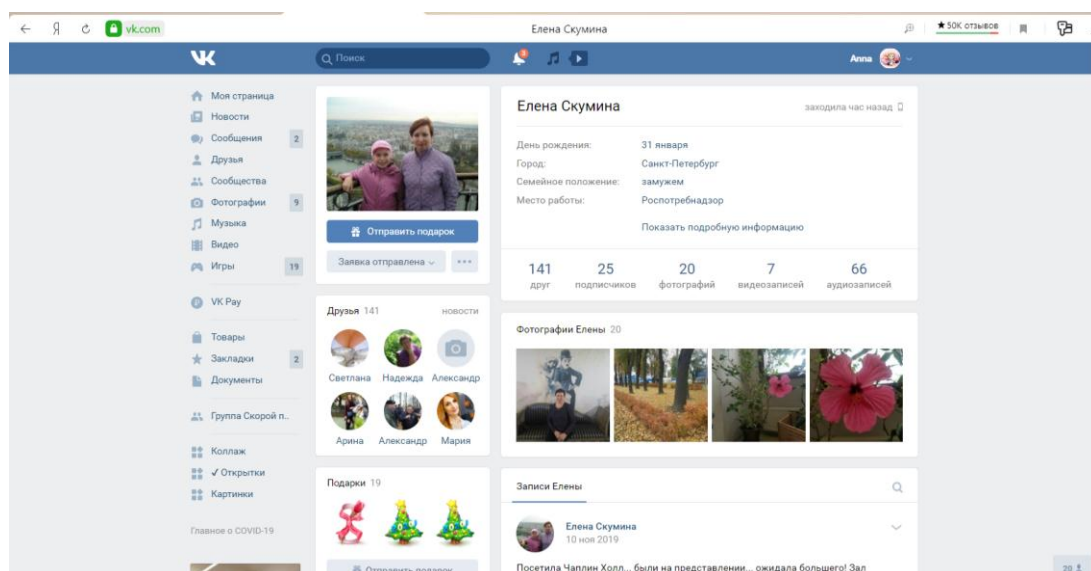 Я
vk.com
Елена Скумина
★ 50K отзывов
VK
Поиск
3
Anna
Моя страница
Новости
Сообщения 2
Друзья
Сообщества
Фотографии 9
Музыка
Видео
Игры 19
VK Pay
Товары
Закладки 2
Документы
Группа Скорой п..
Коллаж
✓ Открытки
Картинки
Главное о COVID-19
Отправить подарок
Заявка отправлена
Друзья 141 новости
Светлана Надежда Александр
Арина Александр Мария
Подарки 19
Отправить подарок
Елена Скумина заходила час назад
День рождения: 31 января
Город: Санкт-Петербург
Семейное положение: замужем
Место работы: Роспотребнадзор
Показать подробную информацию
141 25 20 7 66
друг подписчиков фотографий видеозаписей аудиозаписей
Фотографии Елены 20
Записи Елены
Елена Скумина
10 ноя 2019
Посетила Чаплин Холл... были на представлении... ожидала большего! Зал
20